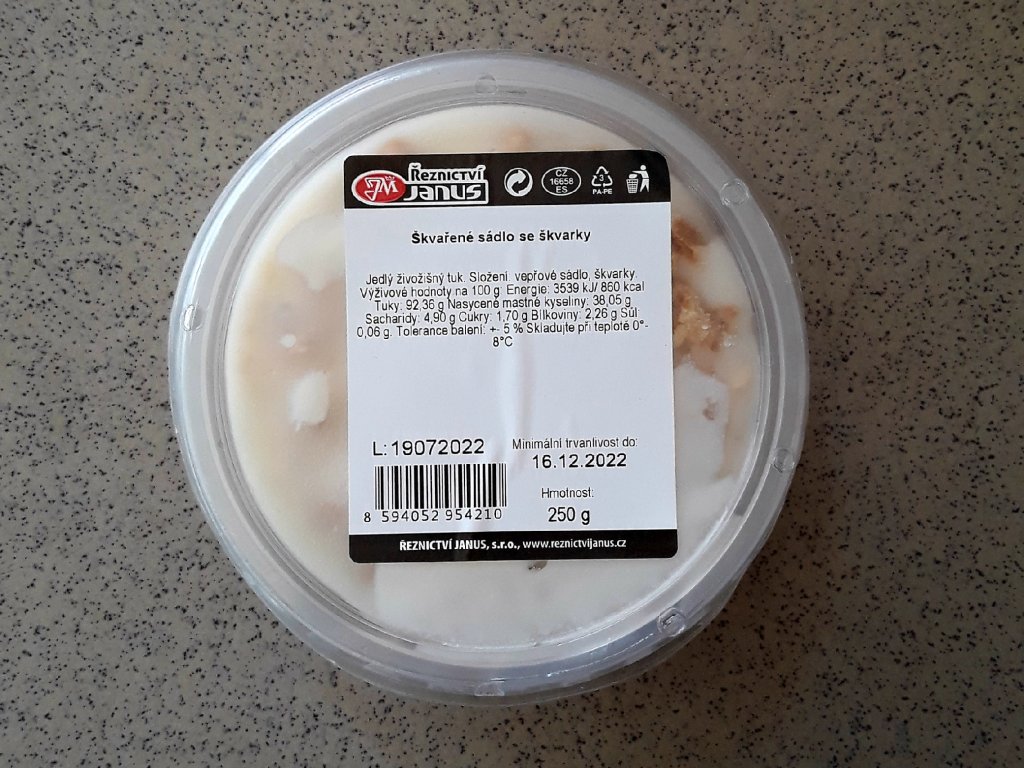 JM
ŘEZNICTVÍ
JANUS
CZ
16658
ES
3
PA-PE
Škvařené sádlo se škvarky
Jedlý živožišný tuk. Složení: vepřové sádlo, škvarky.
Výživové hodnoty na 100 g: Energie: 3539 kJ/ 860 kcal
Tuky: 92,36 g Nasycené mastné kyseliny: 38,05 g
Sacharidy: 4,90 g Cukry: 1,70 g Bílkoviny: 2,26 g Sůl:
0,06 g. Tolerance balení: +- 5 % Skladujte při teplotě 0°-
8°C
L: 19072022
Minimální trvanlivost do:
16.12.2022
Hmotnost:
250 g
8 594052 954210
ŘEZNICTVÍ JANUS, s.r.o., www.reznictvijanus.cz